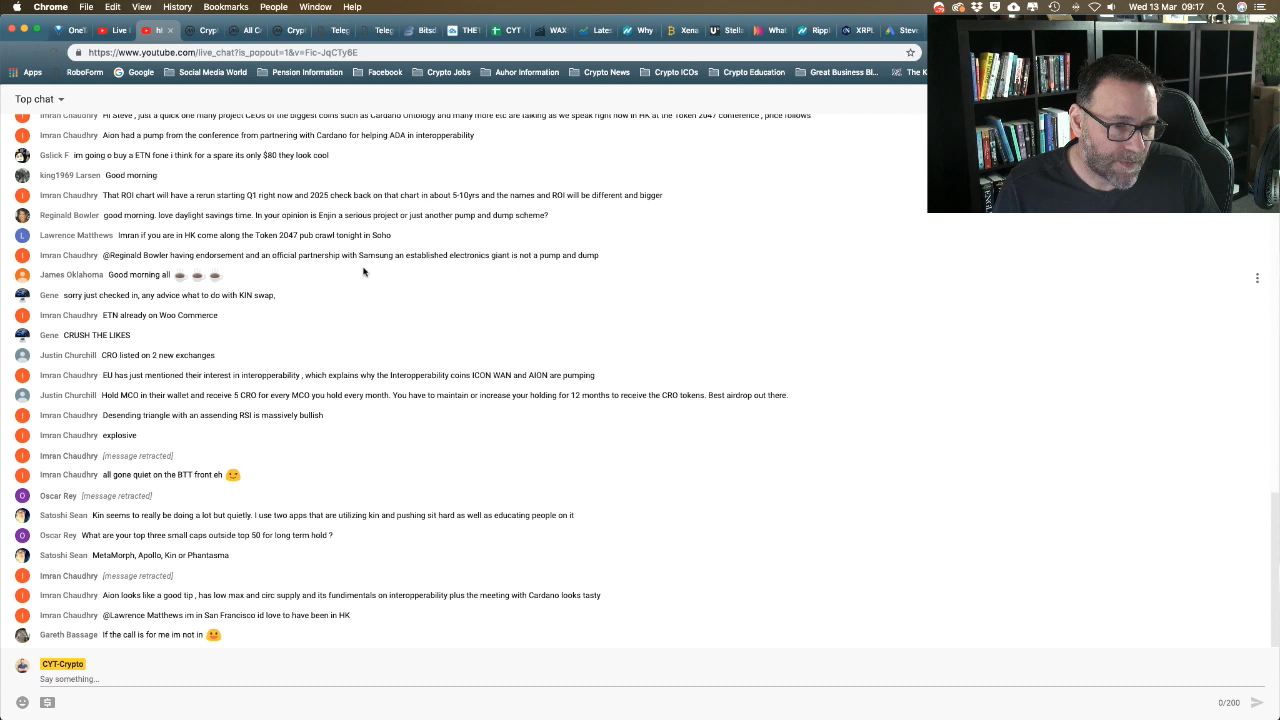 Chrome File Edit View History Bookmarks People Window Help
Wed 13 Mar 09:17
OneT Live h Cryp All C Cryp Tele Tele Bitsd THE CYT WAX Lates Why Xena Stella What Rippl XRPL Steve
https://www.youtube.com/live_chat?is_popout=1&v=Fic-JqCTy6E
Apps RoboForm Google Social Media World Pension Information Facebook Crypto Jobs Auhor Information Crypto News Crypto ICOs Crypto Education Great Business Bl... The K
Top chat
Imran Chaudhry Hi Steve , just a quick one many project CEOs of the biggest coins such as Cardano Ontology and many more etc are talking as we speak right now in HK at the Token 2047 conference , price follows
Imran Chaudhry Aion had a pump from the conference from partnering with Cardano for helping ADA in interopperability
Gslick F im going o buy a ETN fone i think for a spare its only $80 they look cool
king1969 Larsen Good morning
Imran Chaudhry That ROI chart will have a rerun starting Q1 right now and 2025 check back on that chart in about 5-10yrs and the names and ROI will be different and bigger
Reginald Bowler good morning. love daylight savings time. In your opinion is Enjin a serious project or just another pump and dump scheme?
Lawrence Matthews Imran if you are in HK come along the Token 2047 pub crawl tonight in Soho
Imran Chaudhry @Reginald Bowler having endorsement and an official partnership with Samsung an established electronics giant is not a pump and dump
James Oklahoma Good morning all
Gene sorry just checked in, any advice what to do with KIN swap,
Imran Chaudhry ETN already on Woo Commerce
Gene CRUSH THE LIKES
Justin Churchill CRO listed on 2 new exchanges
Imran Chaudhry EU has just mentioned their interest in interopperability , which explains why the Interopperability coins ICON WAN and AION are pumping
Justin Churchill Hold MCO in their wallet and receive 5 CRO for every MCO you hold every month. You have to maintain or increase your holding for 12 months to receive the CRO tokens. Best airdrop out there.
Imran Chaudhry Desending triangle with an assending RSI is massively bullish
Imran Chaudhry explosive
Imran Chaudhry [message retracted]
Imran Chaudhry all gone quiet on the BTT front eh
Oscar Rey [message retracted]
Satoshi Sean Kin seems to really be doing a lot but quietly. I use two apps that are utilizing kin and pushing sit hard as well as educating people on it
Oscar Rey What are your top three small caps outside top 50 for long term hold ?
Satoshi Sean MetaMorph, Apollo, Kin or Phantasma
Imran Chaudhry [message retracted]
Imran Chaudhry Aion looks like a good tip , has low max and circ supply and its fundimentals on interopperability plus the meeting with Cardano looks tasty
Imran Chaudhry @Lawrence Matthews im in San Francisco id love to have been in HK
Gareth Bassage If the call is for me im not in
CYT-Crypto
Say something...
0/200